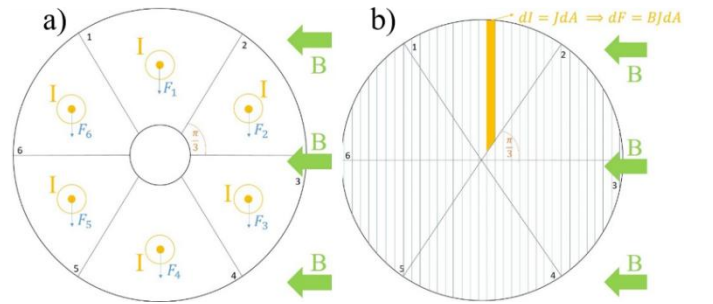 a)
1
2
3
4
5
6
I
F₁
I
F₂
I
F₃
I
F₄
I
F₅
I
F₆
π/3
B
B
B
b)
dI = JdA ⟹ dF = BJdA
1
2
3
4
5
6
π/3
B
B
B